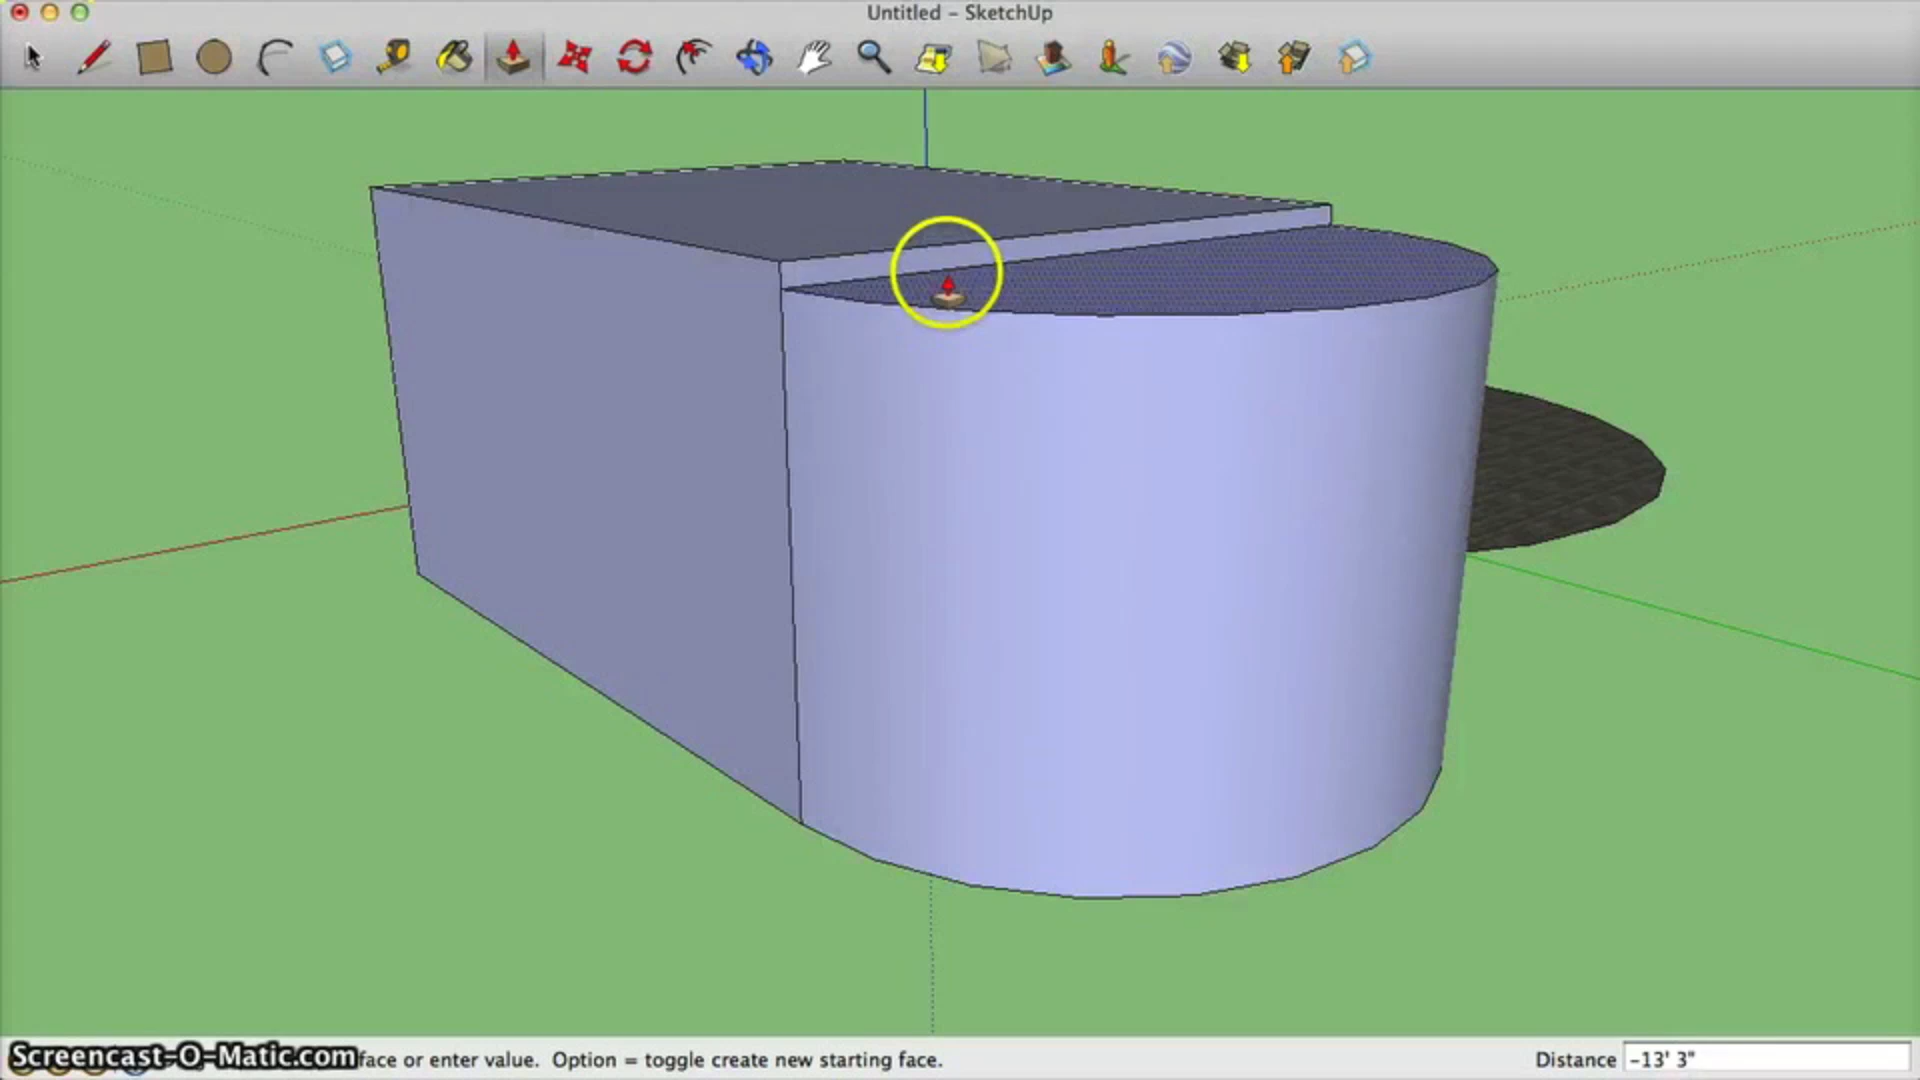 Untitled – SketchUp
Screencast-O-Matic.com face or enter value. Option = toggle create new starting face.
Distance -13' 3"